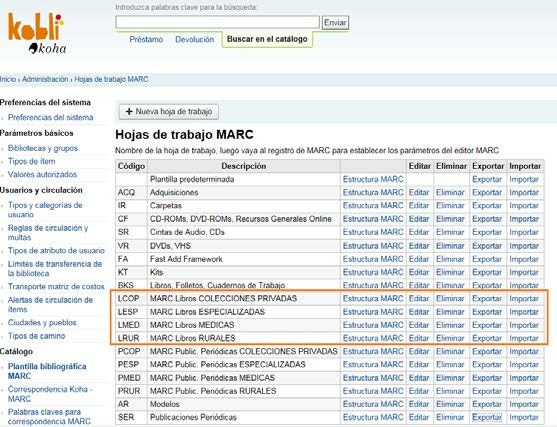 Introduzca palabras clave para la búsqueda:
kobli
koha
Enviar
Préstamo Devolución Buscar en el catálogo
Inicio › Administración › Hojas de trabajo MARC
Preferencias del sistema
› Preferencias del sistema
Parámetros básicos
› Bibliotecas y grupos
› Tipos de ítem
› Valores autorizados
Usuarios y circulación
› Tipos y categorías de
usuario
› Reglas de circulación y
multas
› Tipos de atributo de usuario
› Límites de transferencia de
la biblioteca
› Transporte matriz de costos
› Alertas de circulación de
ítems
› Ciudades y pueblos
› Tipos de camino
Catálogo
› Plantilla bibliográfica
MARC
› Correspondencia Koha -
MARC
› Palabras claves para
correspondencia MARC
+ Nueva hoja de trabajo
Hojas de trabajo MARC
Nombre de la hoja de trabajo, luego vaya al registro de MARC para establecer los parámetros del editor MARC
Código Descripción Editar Eliminar Exportar Importar
Plantilla predeterminada Estructura MARC Exportar Importar
ACQ Adquisiciones Estructura MARC Editar Eliminar Exportar Importar
IR Carpetas Estructura MARC Editar Eliminar Exportar Importar
CF CD-ROMs, DVD-ROMs, Recursos Generales Online Estructura MARC Editar Eliminar Exportar Importar
SR Cintas de Audio, CDs Estructura MARC Editar Eliminar Exportar Importar
VR DVDs, VHS Estructura MARC Editar Eliminar Exportar Importar
FA Fast Add Framework Estructura MARC Editar Eliminar Exportar Importar
KT Kits Estructura MARC Editar Eliminar Exportar Importar
BKS Libros, Folletos, Cuadernos de Trabajo Estructura MARC Editar Eliminar Exportar Importar
LCOP MARC Libros COLECCIONES PRIVADAS Estructura MARC Editar Eliminar Exportar Importar
LESP MARC Libros ESPECIALIZADAS Estructura MARC Editar Eliminar Exportar Importar
LMED MARC Libros MEDICAS Estructura MARC Editar Eliminar Exportar Importar
LRUR MARC Libros RURALES Estructura MARC Editar Eliminar Exportar Importar
PCOP MARC Public. Periódicas COLECCIONES PRIVADAS Estructura MARC Editar Eliminar Exportar Importar
PESP MARC Public. Periódicas ESPECIALIZADAS Estructura MARC Editar Eliminar Exportar Importar
PMED MARC Public. Periódicas MEDICAS Estructura MARC Editar Eliminar Exportar Importar
PRUR MARC Public. Periódicas RURALES Estructura MARC Editar Eliminar Exportar Importar
AR Modelos Estructura MARC Editar Eliminar Exportar Importar
SER Publicaciones Periódicas Estructura MARC Editar Eliminar Exportar Importar